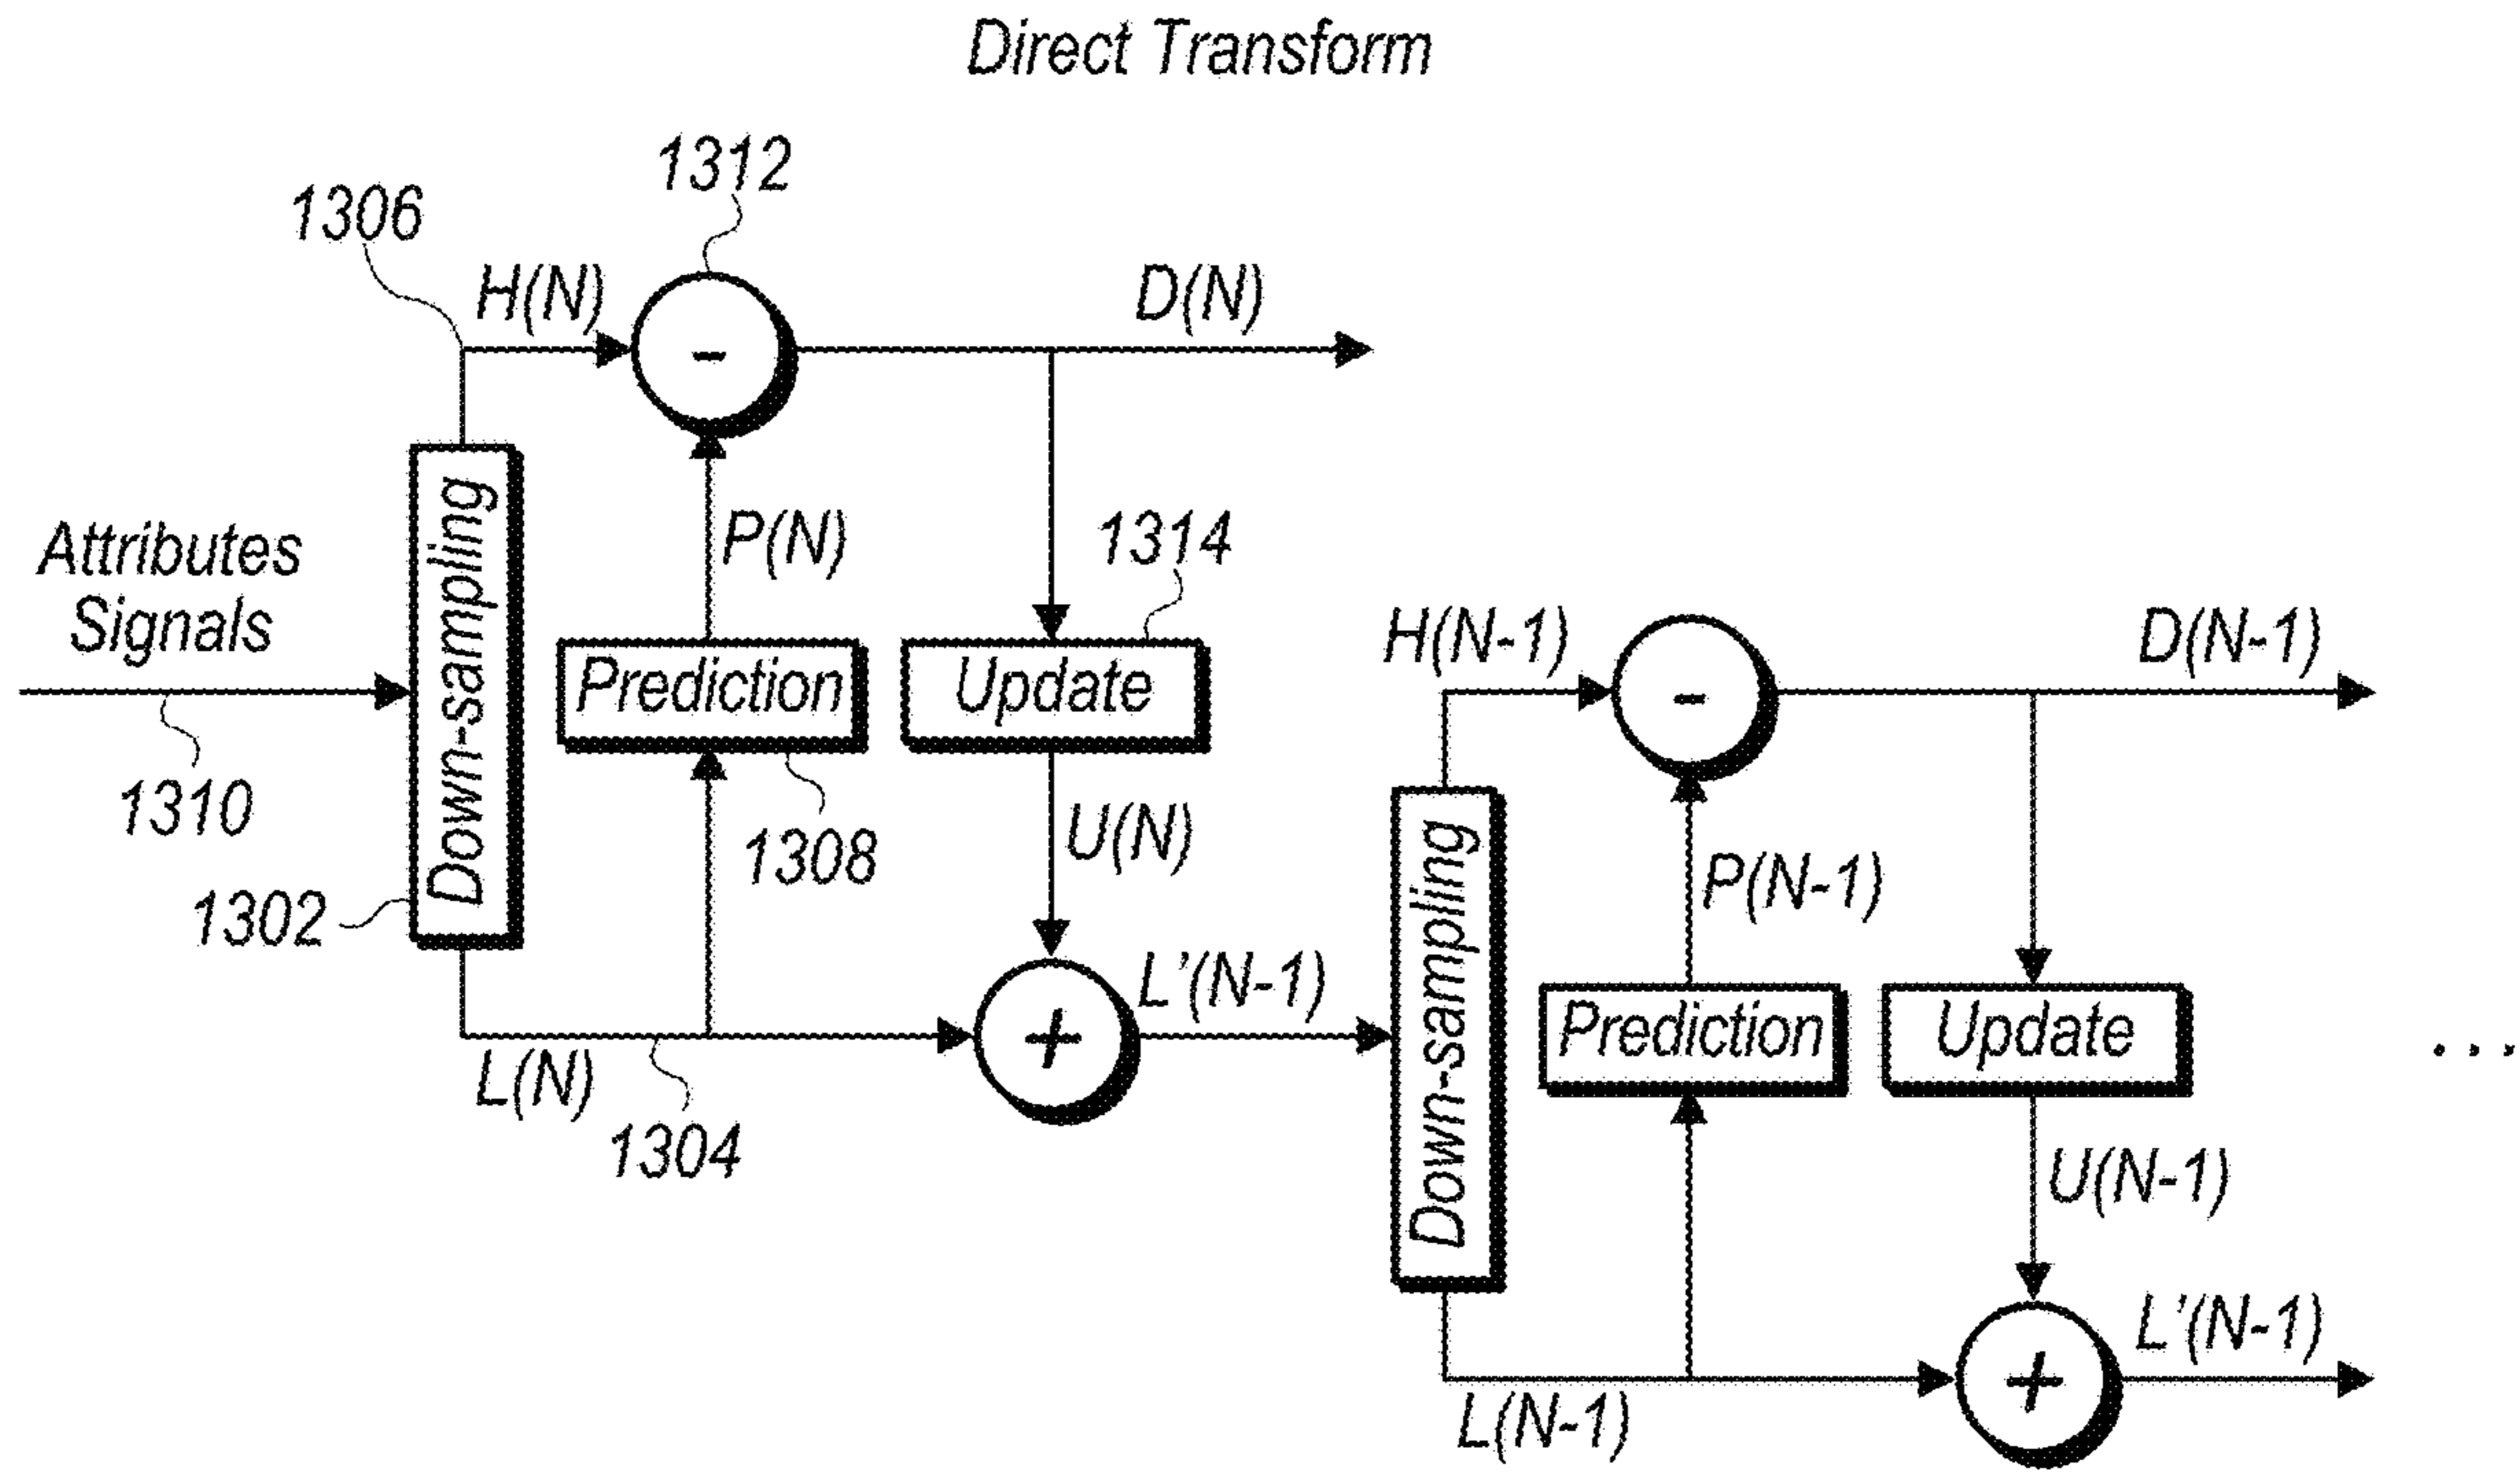 Direct Transform
1312
1306
H(N)
-
D(N)
Down-sampling
Attributes
Signals
P(N)
1314
Prediction
Update
1310
1308
U(N)
1302
L(N)
1304
+
L'(N-1)
H(N-1)
-
D(N-1)
Down-sampling
P(N-1)
Prediction
Update
...
U(N-1)
L(N-1)
+
L'(N-1)